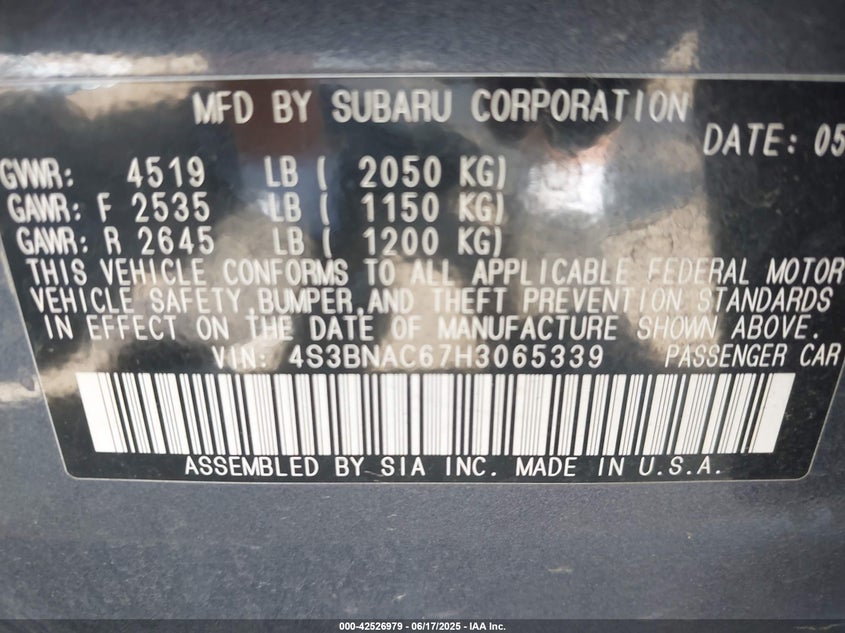 MFD BY SUBARU CORPORATION
DATE: 05
GVWR: 4519 LB ( 2050 KG)
GAWR: F 2535 LB ( 1150 KG)
GAWR: R 2645 LB ( 1200 KG)
THIS VEHICLE CONFORMS TO ALL APPLICABLE FEDERAL MOTOR
VEHICLE SAFETY,BUMPER,AND THEFT PREVENTION STANDARDS
IN EFFECT ON THE DATE OF MANUFACTURE SHOWN ABOVE.
VIN: 4S3BNAC67H3065339 PASSENGER CAR
ASSEMBLED BY SIA INC. MADE IN U.S.A.
000-42526979 - 06/17/2025 - IAA Inc.